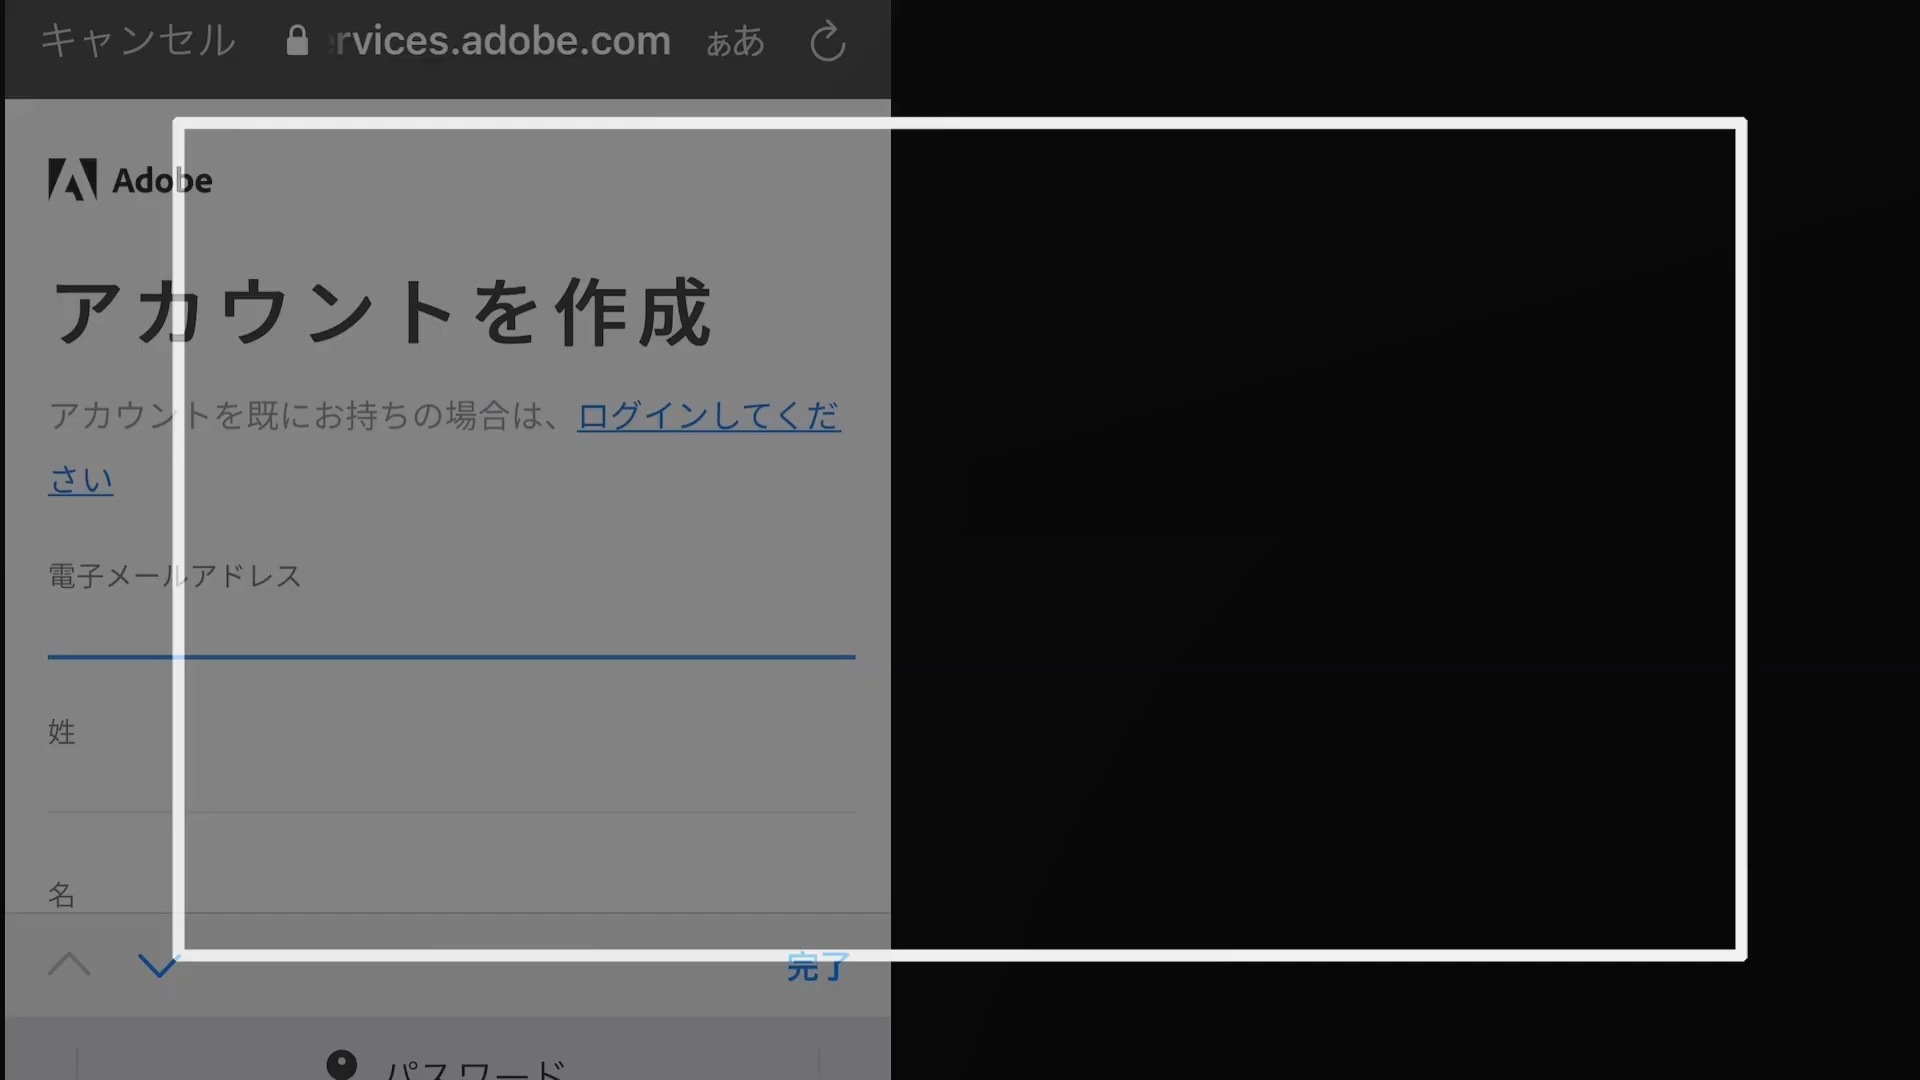 キャンセル rvices.adobe.com ぁあ
Adobe
アカウントを作成
アカウントを既にお持ちの場合は、ログインしてくだ
さい
電子メールアドレス
姓
名
完了
パスワード